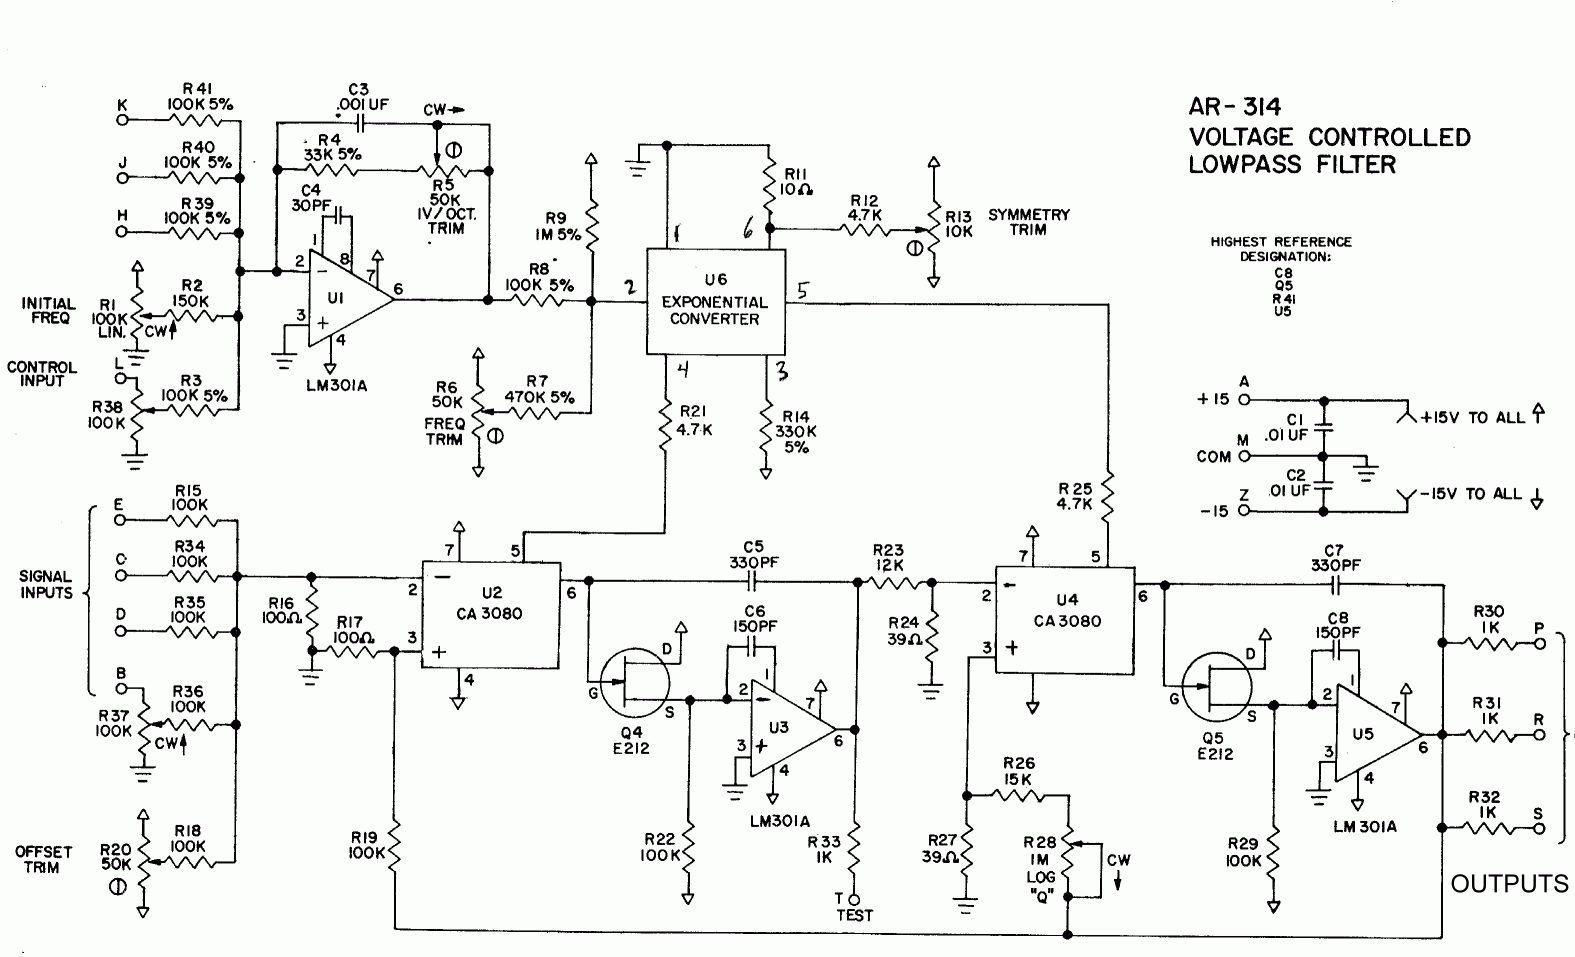 AR-314
VOLTAGE CONTROLLED
LOWPASS FILTER
HIGHEST REFERENCE
DESIGNATION:
C8
Q5
R41
U5
K
R41
100K 5%
J
R40
100K 5%
H
R39
100K 5%
INITIAL
FREQ
R1
100K
LIN.
CW
R2
150K
CONTROL
INPUT
L
R38
100K
R3
100K 5%
C3
.001UF
CW
R4
33K 5%
R5
50K
1V/OCT.
TRIM
C4
30PF
1
8
2
-
7
U1
6
3
+
4
LM301A
R9
1M 5%
R8
100K 5%
R6
50K
FREQ
TRIM
R7
470K 5%
1
6
2
U6
EXPONENTIAL
CONVERTER
5
4
3
R11
10Ω
R12
4.7K
R13
10K
SYMMETRY
TRIM
R21
4.7K
R14
330K
5%
R25
4.7K
A
+15
C1
.01UF
+15V TO ALL
M
COM
C2
.01UF
Z
-15
-15V TO ALL
SIGNAL
INPUTS
E
R15
100K
C
R34
100K
D
R35
100K
B
R37
100K
CW
R36
100K
OFFSET
TRIM
R20
50K
R18
100K
R16
100Ω
R17
100Ω
7
5
2
-
U2
CA3080
6
3
+
4
R19
100K
C5
330PF
C6
150PF
D
G
S
Q4
E212
1
2
-
7
U3
6
3
+
4
LM301A
R22
100K
R33
1K
T
TEST
R23
12K
R24
39Ω
7
5
2
-
U4
CA3080
6
3
+
R26
15K
R27
39Ω
R28
1M
LOG
"Q"
CW
C7
330PF
C8
150PF
D
G
S
Q5
E212
1
2
7
U5
6
3
4
LM301A
R29
100K
R30
1K
P
R31
1K
R
R32
1K
S
OUTPUTS